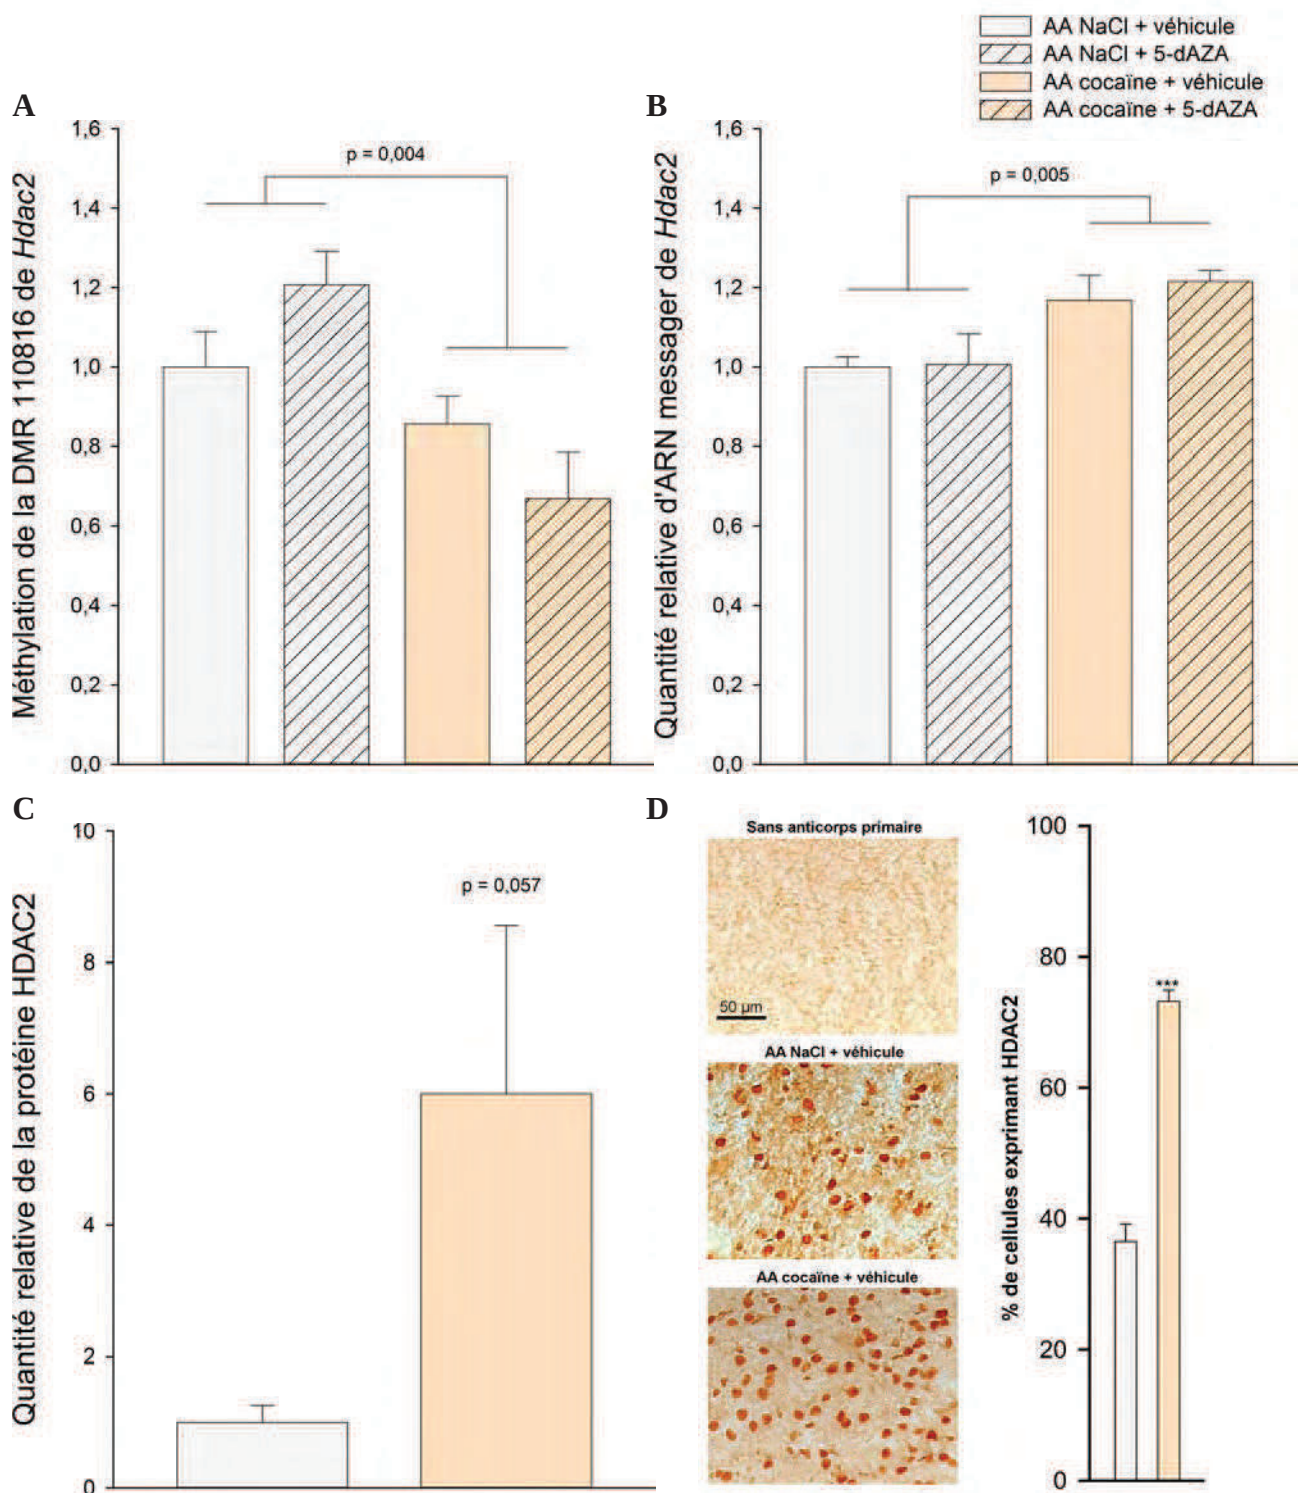 AA NaCl + véhicule
AA NaCl + 5-dAZA
AA cocaïne + véhicule
AA cocaïne + 5-dAZA
A
Méthylation de la DMR 110816 de Hdac2
1,6
1,4
1,2
1,0
0,8
0,6
0,4
0,2
0,0
p = 0,004
B
Quantité relative d'ARN messager de Hdac2
1,6
1,4
1,2
1,0
0,8
0,6
0,4
0,2
0,0
p = 0,005
C
Quantité relative de la protéine HDAC2
10
8
6
4
2
0
p = 0,057
D
Sans anticorps primaire
50 µm
AA NaCl + véhicule
AA cocaïne + véhicule
% de cellules exprimant HDAC2
100
80
60
40
20
0
***